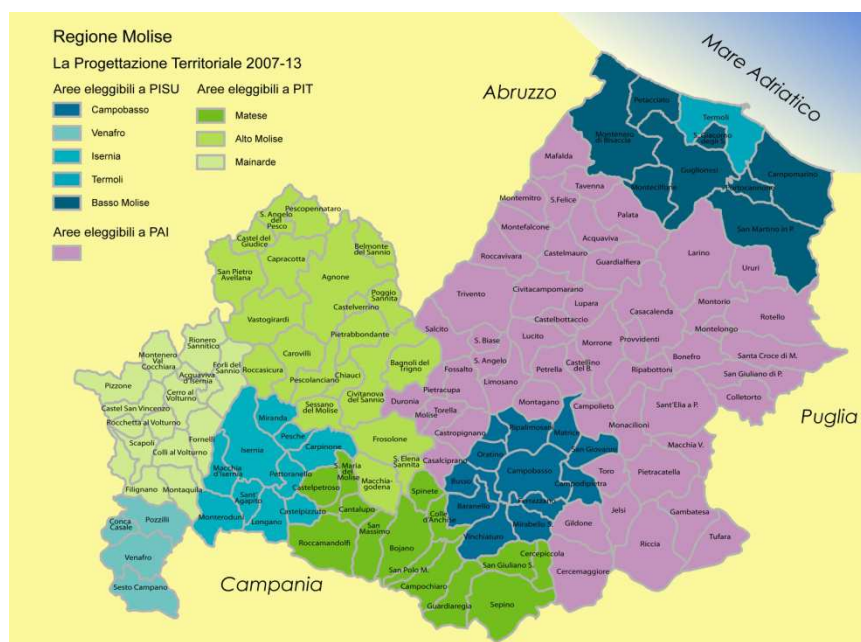 Regione Molise
La Progettazione Territoriale 2007-13
Aree eleggibili a PISU
Campobasso
Venafro
Isernia
Termoli
Basso Molise
Aree eleggibili a PAI
Aree eleggibili a PIT
Matese
Alto Molise
Mainarde
Abruzzo
Mare Adriatico
Puglia
Campania
Petacciato
Termoli
Montenero
di Bisaccia
S. Giacomo
degli S.
Guglionesi
Campomarino
Montecilfone
Portocannone
San Martino in P.
Mafalda
Tavenna
Montemitro
S.Felice
Palata
Montefalcone
Acquaviva
Larino
Roccavivara
Castelmauro
Guardialfiera
Ururi
Trivento
Civitacampomarano
Lupara
Casacalenda
Montorio
Rotello
Castelbottaccio
Montelongo
Salcito
Lucito
Morrone
Provvidenti
S. Biase
Bonefro
Santa Croce di M.
Fossalto
S. Angelo
Petrella
Castellino
del B.
Ripabottoni
San Giuliano di P.
Limosano
Colletorto
Pietracupa
Montagano
Campolieto
Sant'Elia a P.
Duronia
Molise
Torella
Monacilioni
Castropignano
Macchia V.
Casalciprano
Toro
Pietracatella
Jelsi
Gambatesa
Gildone
Riccia
Tufara
Cercemaggiore
Ripalimosani
Matrice
San Giovanni
Oratino
Campobasso
Busso
Campodipietra
Baranello
Ferrazzano
Vinchiaturo
Mirabello S.
Pescopennataro
S. Angelo
del
Pesco
Castel del
Giudice
Belmonte
del Sannio
Capracotta
San Pietro
Avellana
Agnone
Poggio
Sannita
Castelverrino
Vastogirardi
Pietrabbondante
Carovilli
Bagnoli del
Trigno
Roccasicura
Chiauci
Pescolanciano
Civitanova
del Sannio
Sessano
del Molise
Frosolone
S. Elena
Sannita
Macchia-
godena
Rionero
Sannitico
Montenero
Val
Cocchiara
Forlì del
Sannio
Pizzone
Acquaviva
d'Isernia
Cerro al
Volturno
Castel San Vincenzo
Rocchetta al Volturno
Fornelli
Scapoli
Colli al Volturno
Filignano
Montaquila
Miranda
Isernia
Pesche
Carpinone
Macchia
d'Isernia
Pettoranello
Sant'
Agapito
Monteroduni
Longano
Castelpizzuto
Conca
Casale
Pozzilli
Venafro
Sesto Campano
S. Maria
del
Molise
Castelpetroso
Spinete
Cantalupo
Colle
d'Anchise
San
Massimo
Roccamandolfi
Bojano
Cercepiccola
San Polo M.
San Giuliano S.
Campochiaro
Guardiaregia
Sepino